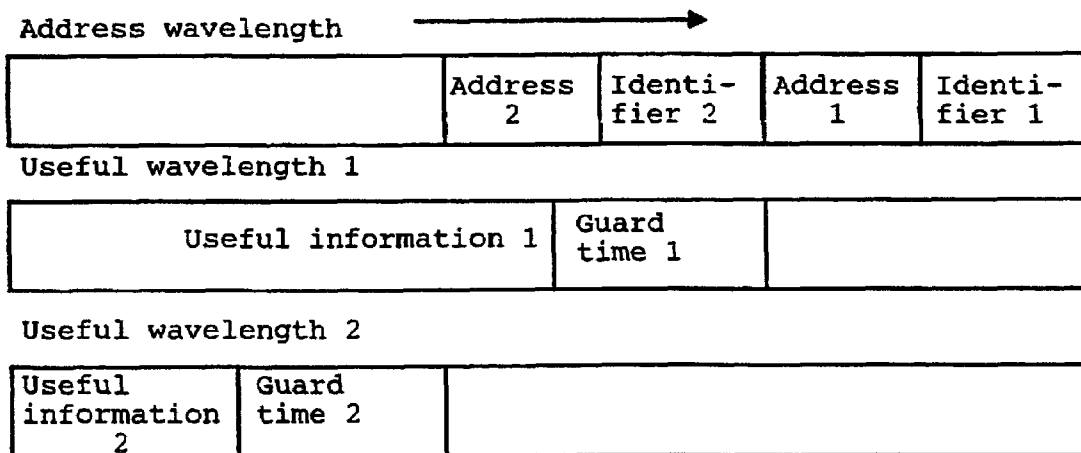 Address wavelength
Address 2
Identi-
fier 2
Address 1
Identi-
fier 1
Useful wavelength 1
Useful information 1
Guard
time 1
Useful wavelength 2
Useful
information
2
Guard
time 2